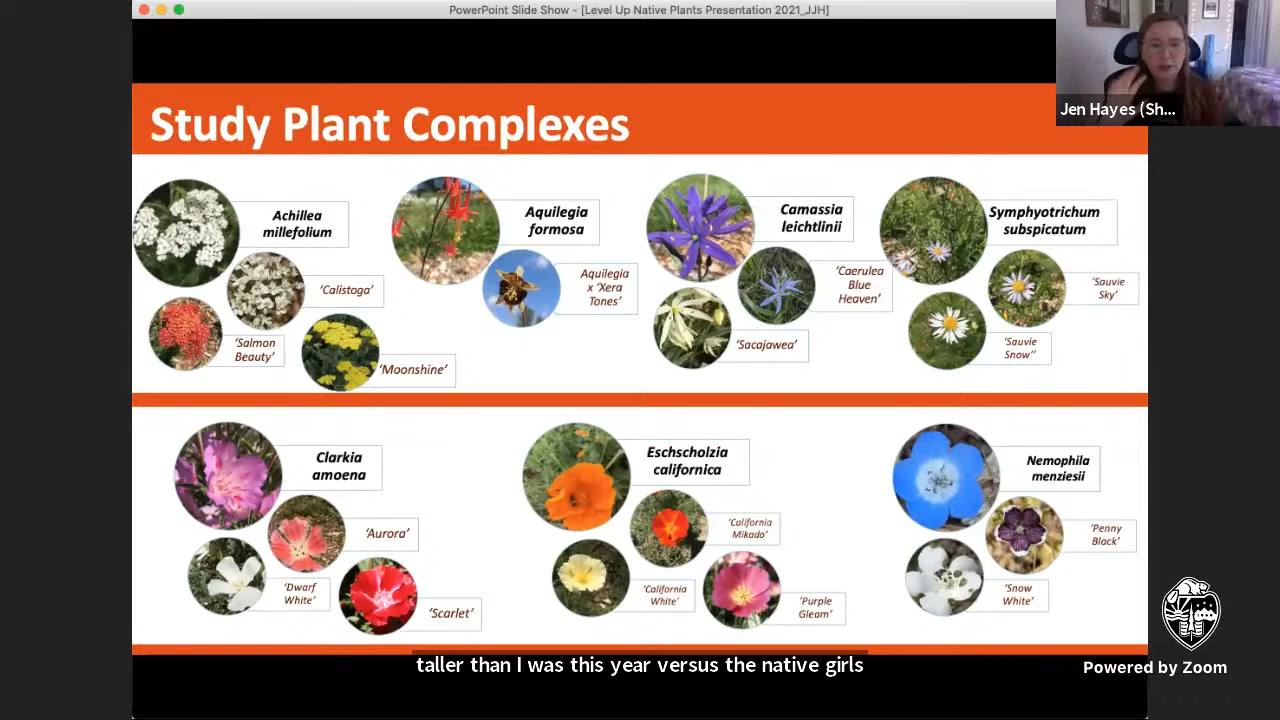 PowerPoint Slide Show - [Level Up Native Plants Presentation 2021_JJH]
Jen Hayes (Sh...
Study Plant Complexes
Achillea
millefolium
'Calistoga'
'Salmon
Beauty'
'Moonshine'
Aquilegia
formosa
Aquilegia
x 'Xera
Tones'
Camassia
leichtlinii
'Caerulea
Blue
Heaven'
'Sacajawea'
Symphyotrichum
subspicatum
'Sauvie
Sky'
'Sauvie
Snow''
Clarkia
amoena
'Aurora'
'Dwarf
White'
'Scarlet'
Eschscholzia
californica
'California
Mikado'
'California
White'
'Purple
Gleam'
Nemophila
menziesii
'Penny
Black'
'Snow
White'
taller than I was this year versus the native girls
Powered by Zoom